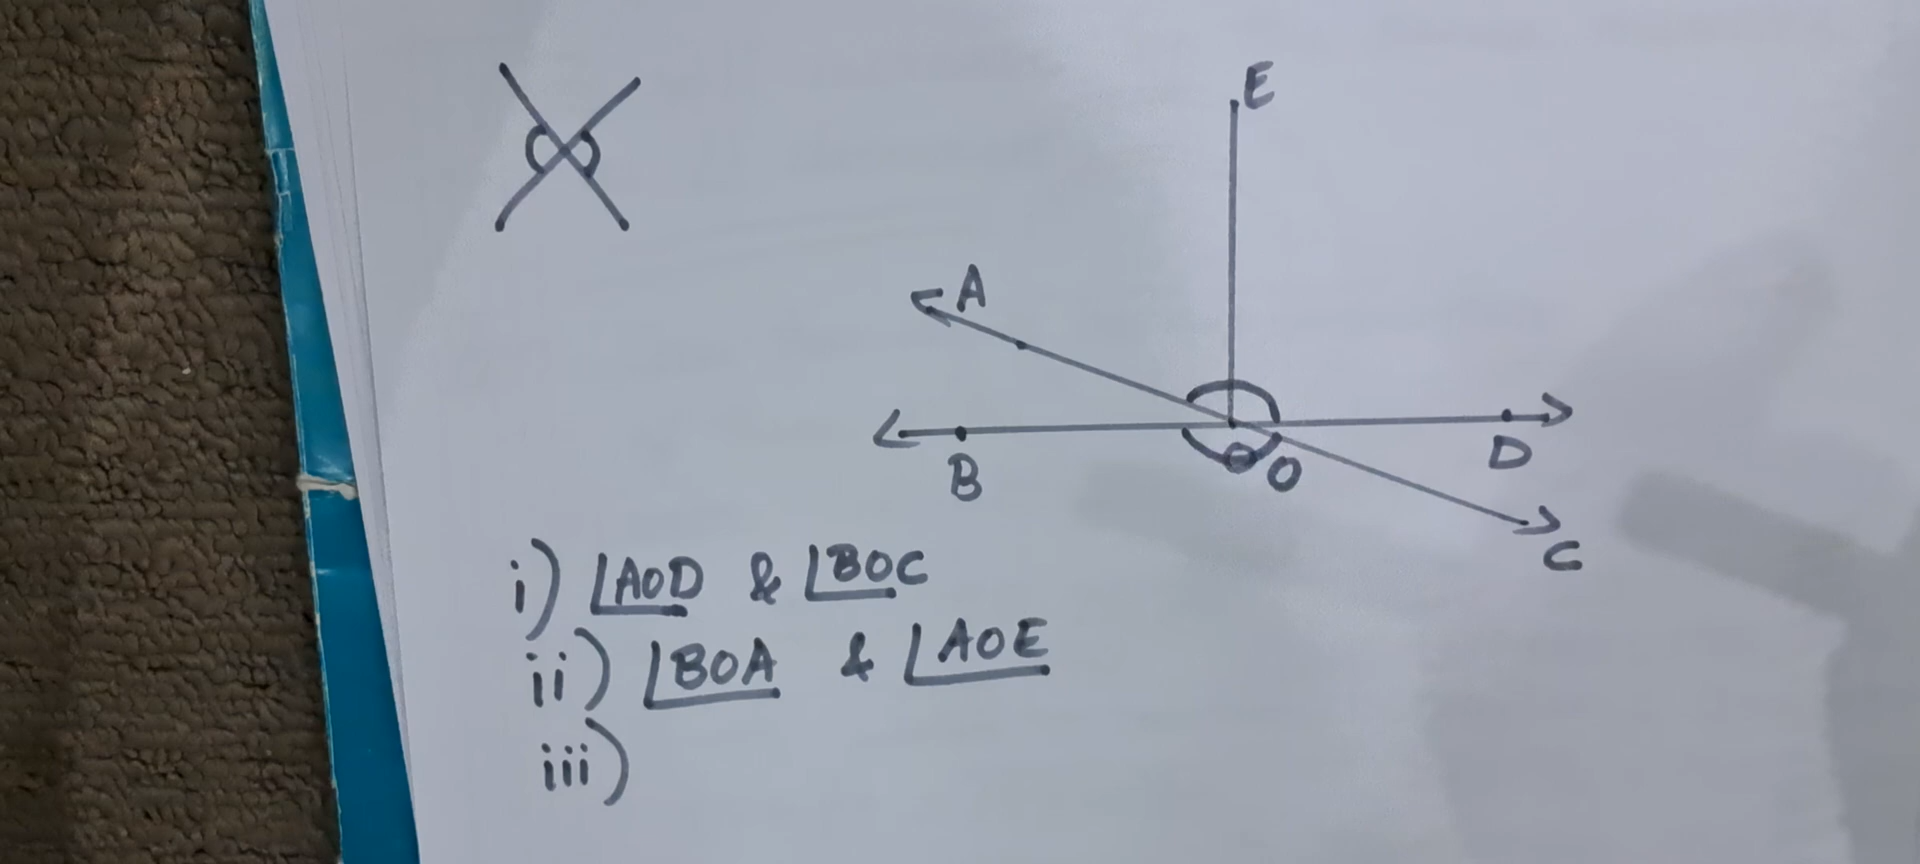 E
A
B
O
D
C
i) ∠AOD & ∠BOC
ii) ∠BOA & ∠AOE
iii)